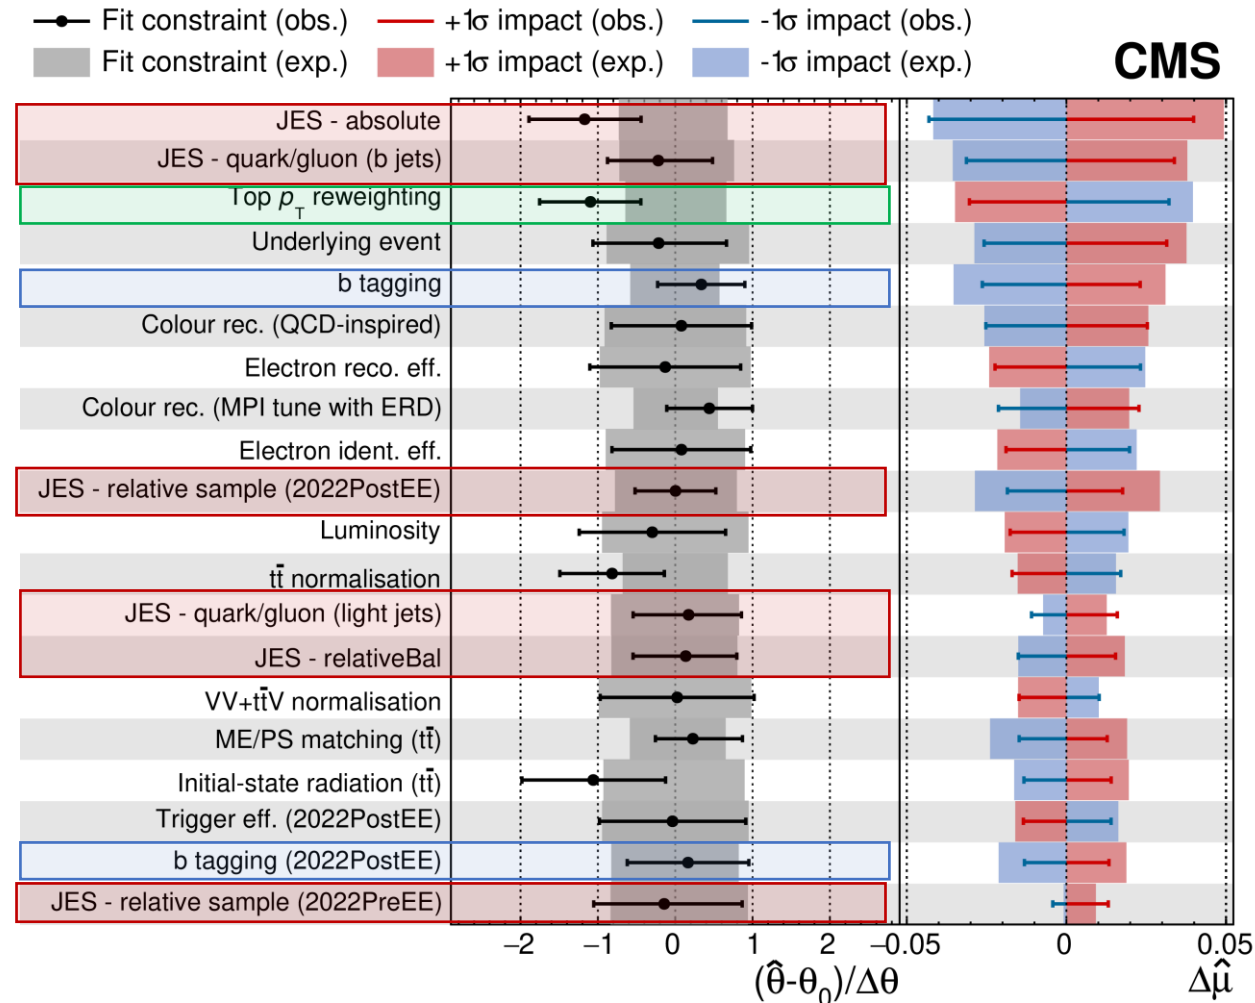 Fit constraint (obs.) +1σ impact (obs.) -1σ impact (obs.)
Fit constraint (exp.) +1σ impact (exp.) -1σ impact (exp.)
CMS
JES - absolute
JES - quark/gluon (b jets)
Top p_T reweighting
Underlying event
b tagging
Colour rec. (QCD-inspired)
Electron reco. eff.
Colour rec. (MPI tune with ERD)
Electron ident. eff.
JES - relative sample (2022PostEE)
Luminosity
tt̄ normalisation
JES - quark/gluon (light jets)
JES - relativeBal
VV+tt̄V normalisation
ME/PS matching (tt̄)
Initial-state radiation (tt̄)
Trigger eff. (2022PostEE)
b tagging (2022PostEE)
JES - relative sample (2022PreEE)
−2 −1 0 1 2 −0.05 0 0.05
(θ̂-θ₀)/Δθ Δμ̂